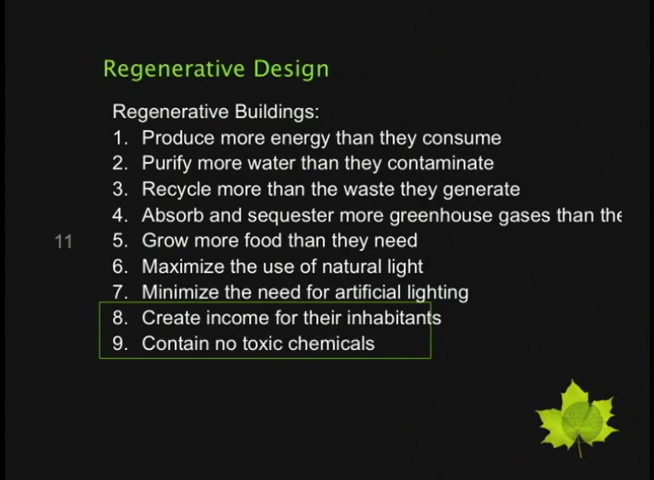 Regenerative Design
Regenerative Buildings:
1. Produce more energy than they consume
2. Purify more water than they contaminate
3. Recycle more than the waste they generate
4. Absorb and sequester more greenhouse gases than the
11
5. Grow more food than they need
6. Maximize the use of natural light
7. Minimize the need for artificial lighting
8. Create income for their inhabitants
9. Contain no toxic chemicals